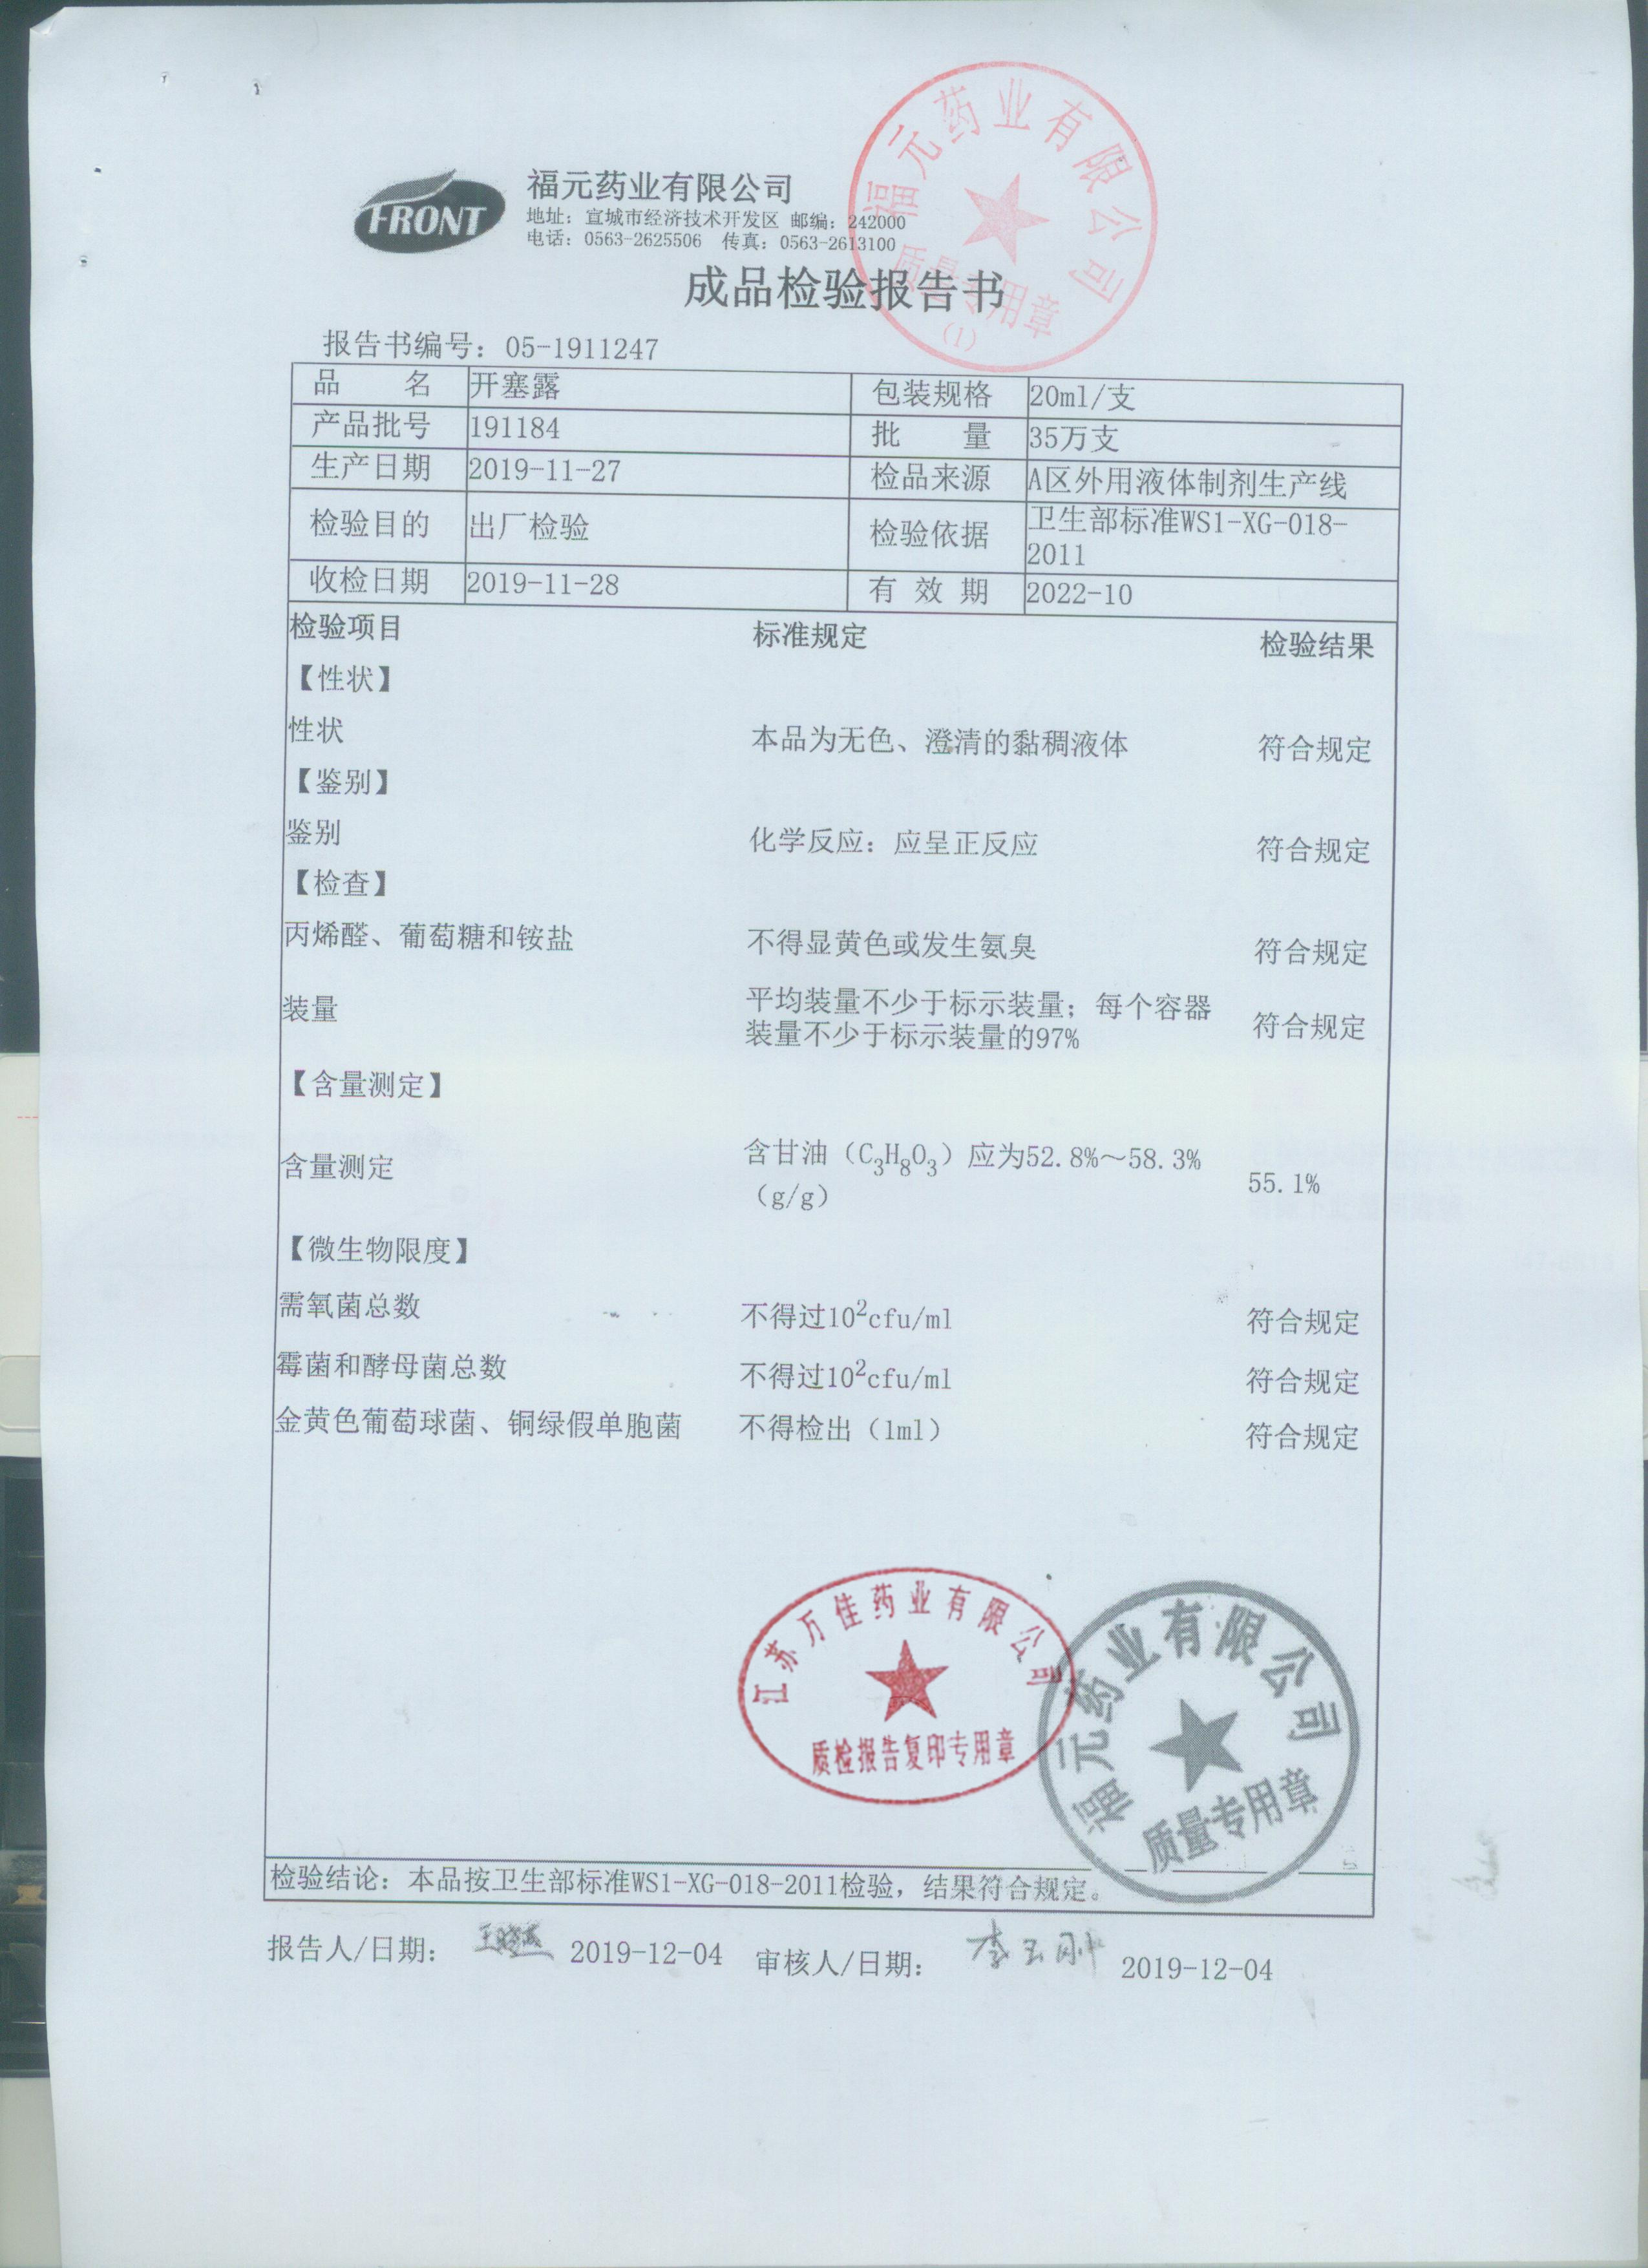 FRONT
福元药业有限公司
地址：宣城市经济技术开发区 邮编：242000
电话：0563-2625506 传真：0563-2613100
福元药业有限公司
质量专用章
(1)
成品检验报告书
报告书编号：05-1911247
品 名 开塞露 包装规格 20ml/支
产品批号 191184 批 量 35万支
生产日期 2019-11-27 检品来源 A区外用液体制剂生产线
检验目的 出厂检验 检验依据 卫生部标准WS1-XG-018-
2011
收检日期 2019-11-28 有 效 期 2022-10
检验项目 标准规定 检验结果
【性状】
性状 本品为无色、澄清的黏稠液体 符合规定
【鉴别】
鉴别 化学反应：应呈正反应 符合规定
【检查】
丙烯醛、葡萄糖和铵盐 不得显黄色或发生氨臭 符合规定
装量 平均装量不少于标示装量；每个容器
装量不少于标示装量的97% 符合规定
【含量测定】
含量测定 含甘油（C₃H₈O₃）应为52.8%～58.3%
（g/g） 55.1%
【微生物限度】
需氧菌总数 不得过10²cfu/ml 符合规定
霉菌和酵母菌总数 不得过10²cfu/ml 符合规定
金黄色葡萄球菌、铜绿假单胞菌 不得检出（1ml） 符合规定
江苏万佳药业有限公司
质检报告复印专用章
福元药业有限公司
质量专用章
检验结论：本品按卫生部标准WS1-XG-018-2011检验，结果符合规定。
报告人/日期： 2019-12-04 审核人/日期： 李玉刚 2019-12-04